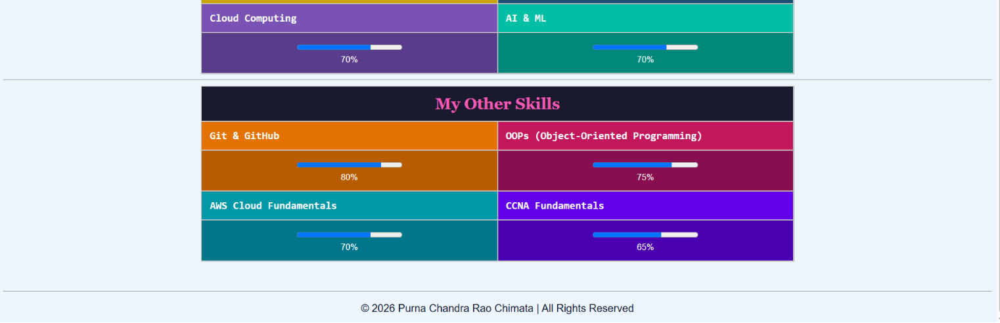 Cloud Computing
AI & ML
70%
70%
My Other Skills
Git & GitHub
OOPs (Object-Oriented Programming)
80%
75%
AWS Cloud Fundamentals
CCNA Fundamentals
70%
65%
© 2026 Purna Chandra Rao Chimata | All Rights Reserved